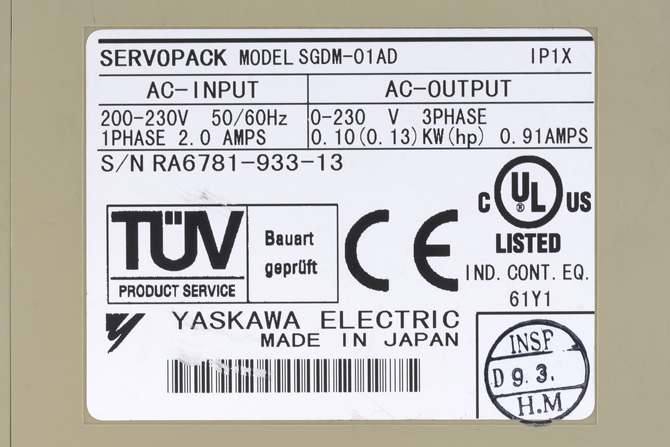 SERVOPACK MODEL SGDM-01AD IP1X
AC-INPUT AC-OUTPUT
200-230V 50/60Hz 0-230 V 3PHASE
1PHASE 2.0 AMPS 0.10(0.13)KW(hp) 0.91AMPS
S/N RA6781-933-13
C UL ® US
LISTED
IND. CONT. EQ.
61Y1
TÜV
PRODUCT SERVICE
Bauart
geprüft
CE
YASKAWA ELECTRIC
MADE IN JAPAN
INSP
D 9.3.
H.M